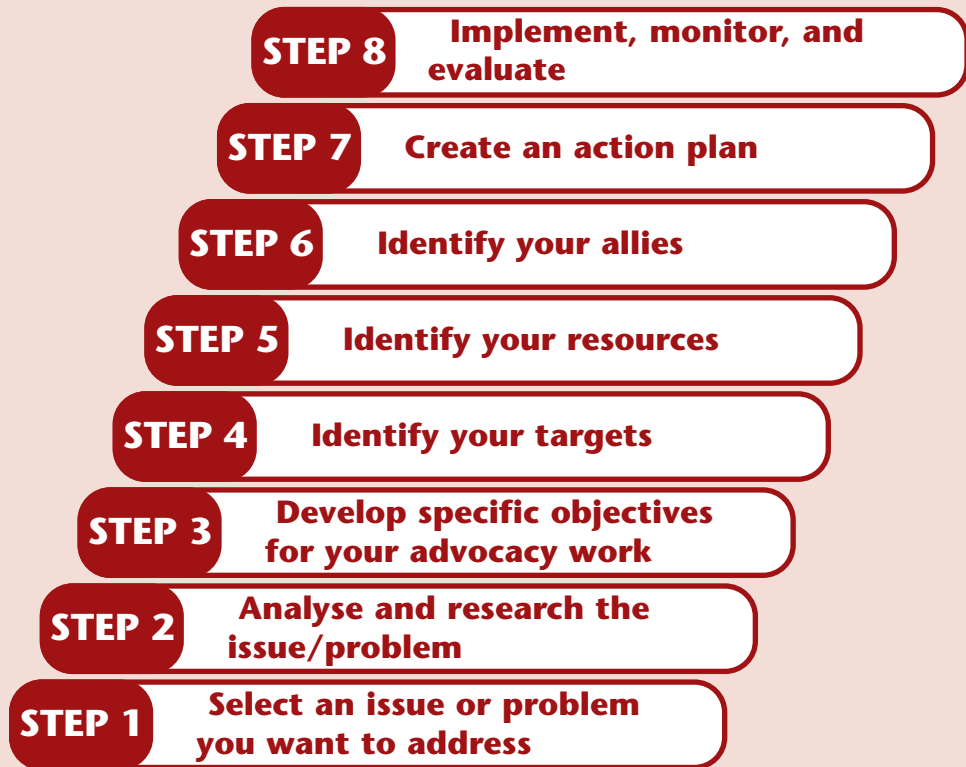 STEP 8 Implement, monitor, and
evaluate
STEP 7 Create an action plan
STEP 6 Identify your allies
STEP 5 Identify your resources
STEP 4 Identify your targets
STEP 3 Develop specific objectives
for your advocacy work
STEP 2 Analyse and research the
issue/problem
STEP 1 Select an issue or problem
you want to address